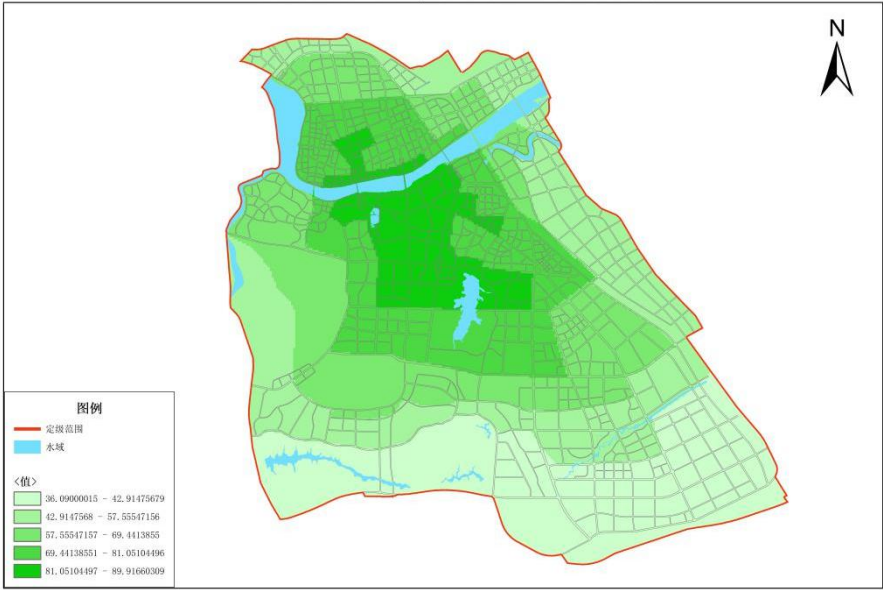 N
图例
定级范围
水域
<值>
36.09000015 - 42.91475679
42.9147568 - 57.55547156
57.55547157 - 69.4413855
69.44138551 - 81.05104496
81.05104497 - 89.91660309